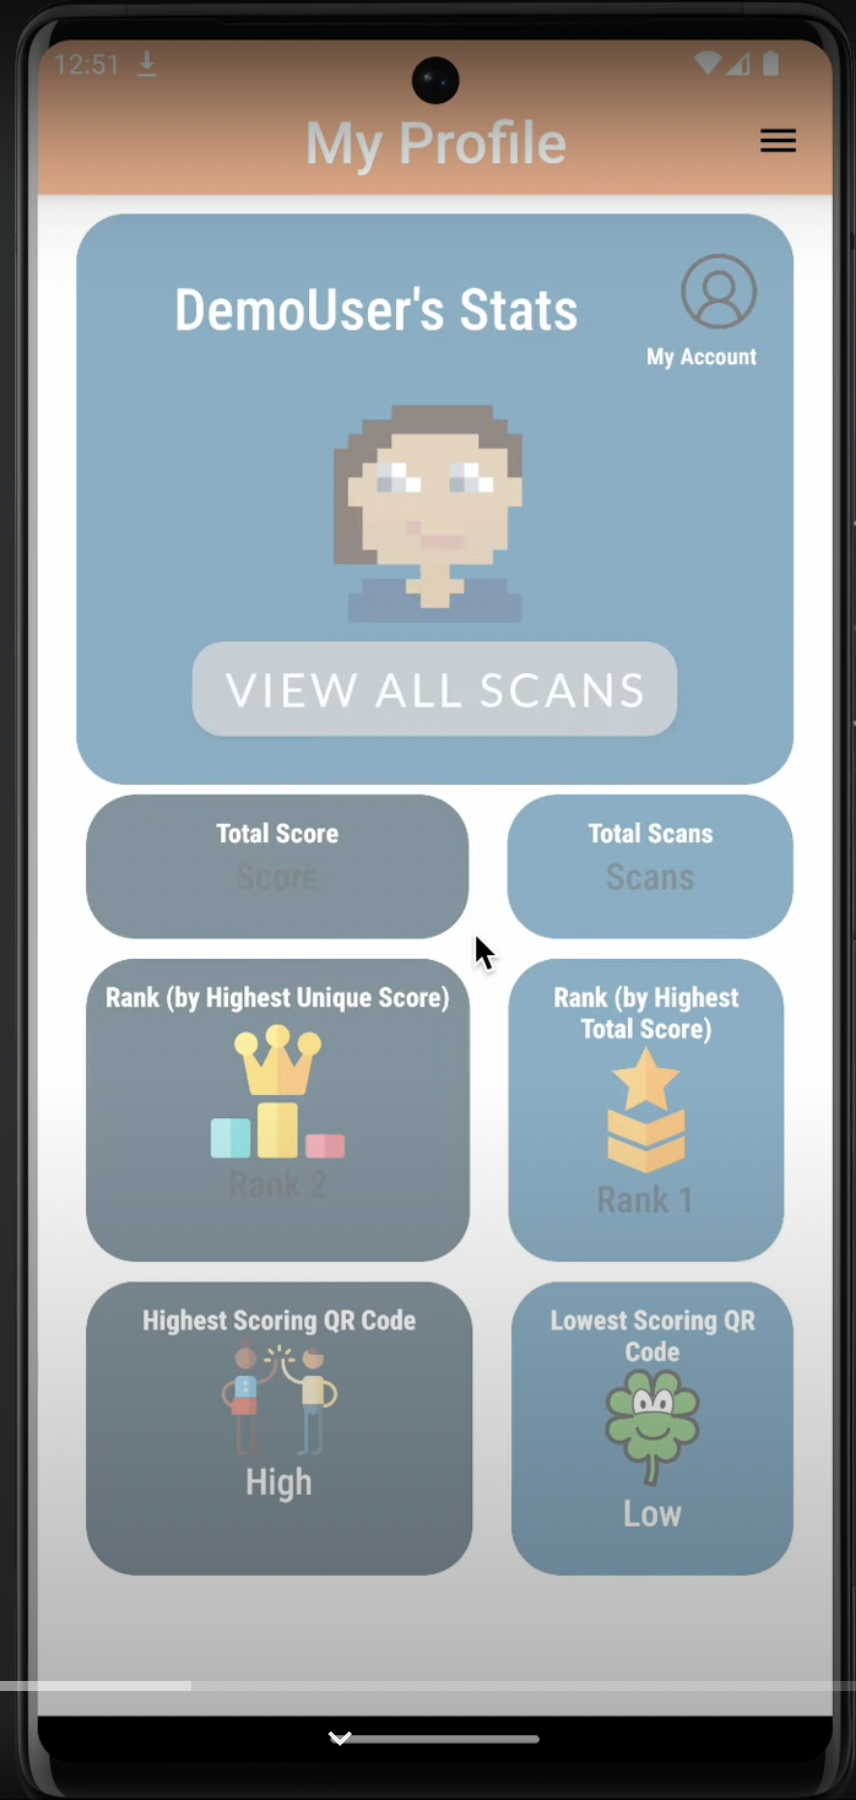 12:51
My Profile
DemoUser's Stats
My Account
VIEW ALL SCANS
Total Score
Score
Total Scans
Scans
Rank (by Highest Unique Score)
Rank 2
Rank (by Highest
Total Score)
Rank 1
Highest Scoring QR Code
High
Lowest Scoring QR
Code
Low